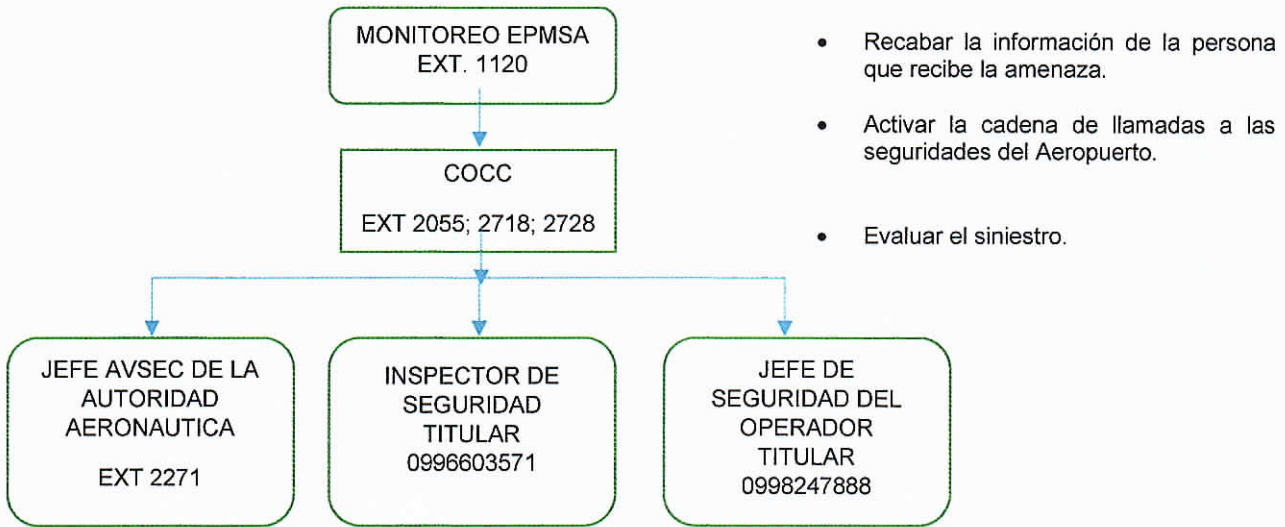 MONITOREO EPMSA
EXT. 1120
COCC
EXT 2055; 2718; 2728
JEFE AVSEC DE LA
AUTORIDAD
AERONAUTICA
EXT 2271
INSPECTOR DE
SEGURIDAD
TITULAR
0996603571
JEFE DE
SEGURIDAD DEL
OPERADOR
TITULAR
0998247888
• Recabar la información de la persona
que recibe la amenaza.
• Activar la cadena de llamadas a las
seguridades del Aeropuerto.
• Evaluar el siniestro.